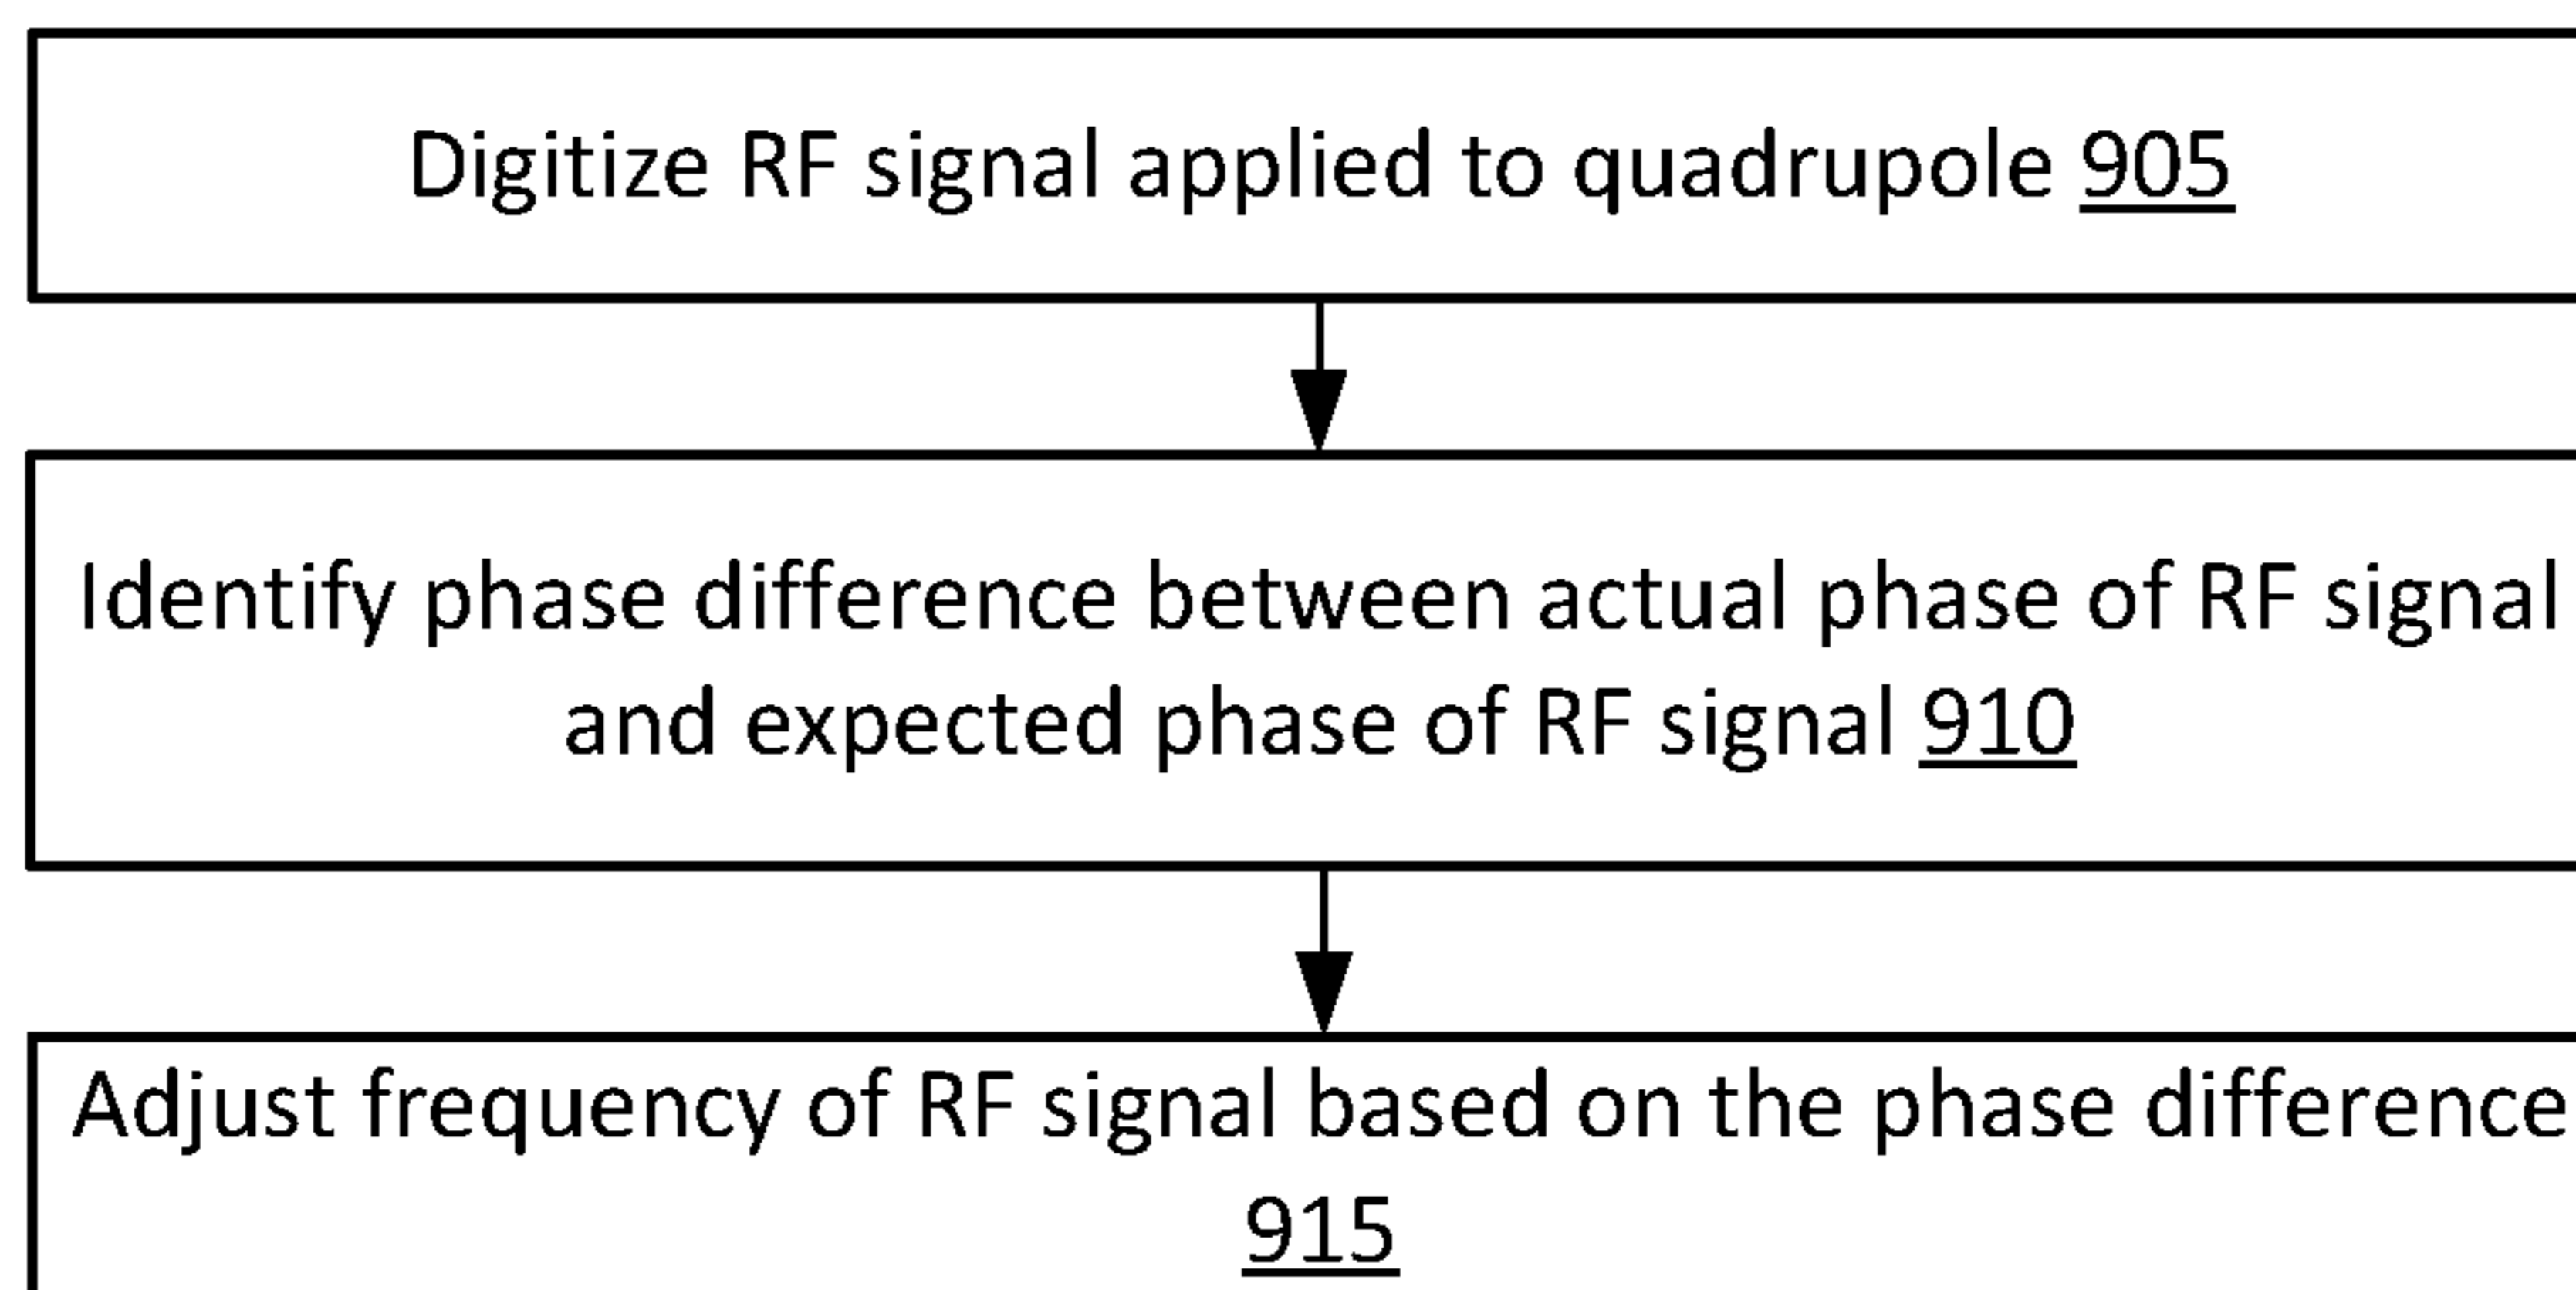 Digitize RF signal applied to quadrupole 905
Identify phase difference between actual phase of RF signal
and expected phase of RF signal 910
Adjust frequency of RF signal based on the phase difference
915